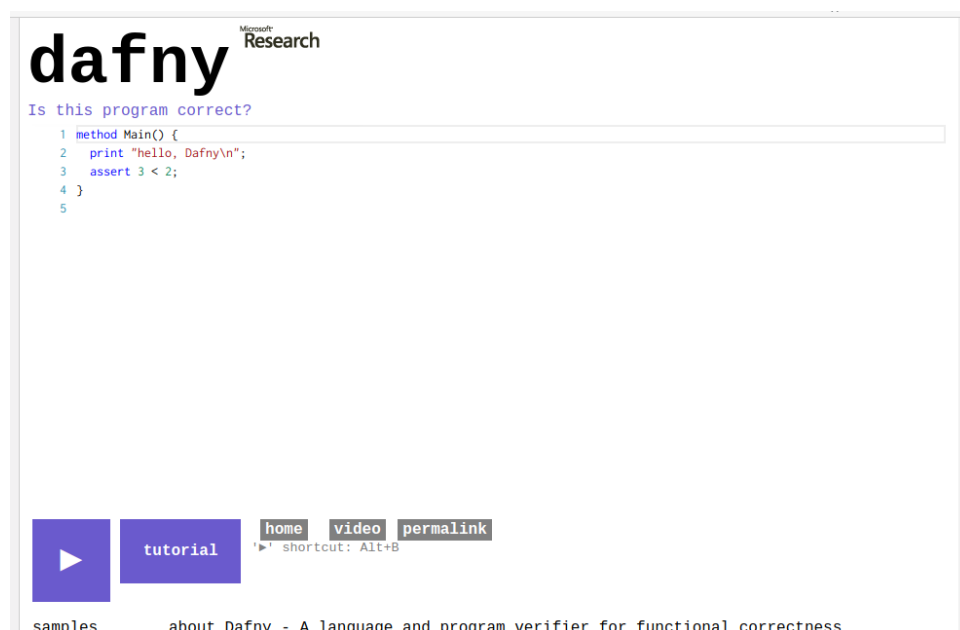 Microsoft
Research
dafny
Is this program correct?
1 method Main() {
2   print "hello, Dafny\n";
3   assert 3 < 2;
4 }
5
home video permalink
▶ tutorial '►' shortcut: Alt+B
samples about Dafny - A language and program verifier for functional correctness